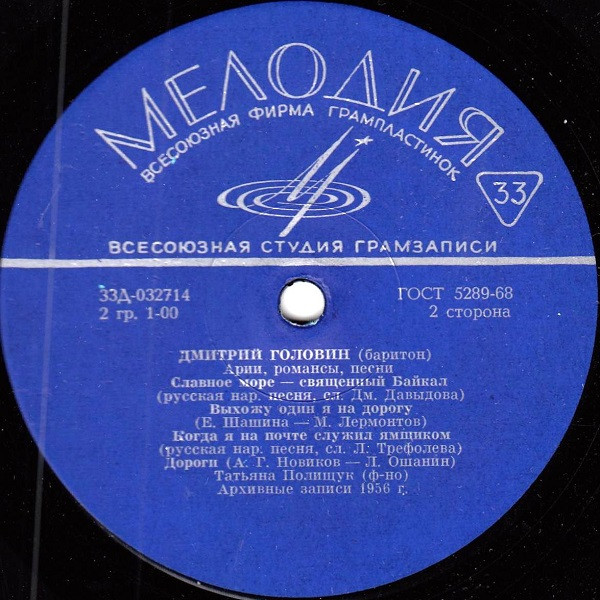 МЕЛОДИЯ
ВСЕСОЮЗНАЯ ФИРМА ГРАМПЛАСТИНОК
33
ВСЕСОЮЗНАЯ СТУДИЯ ГРАМЗАПИСИ
33Д-032714
ГОСТ 5289-68
2 гр. 1-00
2 сторона
ДМИТРИЙ ГОЛОВИН (баритон)
Арии, романсы, песни
Славное море — священный Байкал
(русская нар. песня, сл. Дм. Давыдова)
Выхожу один я на дорогу
(Е. Шашина — М. Лермонтов)
Когда я на почте служил ямщиком
(русская нар. песня, сл. Л. Трефолева)
Дороги (А. Г. Новиков — Л. Ошанин)
Татьяна Полищук (ф-но)
Архивные записи 1956 г.